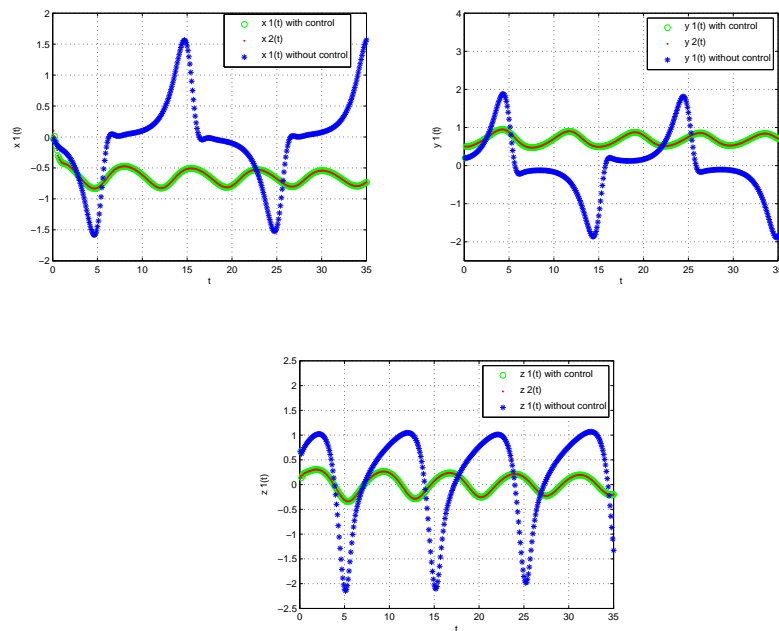 x 1(t) with control
x 2(t)
x 1(t) without control
2
1.5
1
0.5
0
−0.5
−1
−1.5
−2
x 1(t)
0 5 10 15 20 25 30 35
t
y 1(t) with control
y 2(t)
y 1(t) without control
4
3
2
1
0
−1
−2
y 1(t)
0 5 10 15 20 25 30 35
t
z 1(t) with control
z 2(t)
z 1(t) without control
2.5
2
1.5
1
0.5
0
−0.5
−1
−1.5
−2
−2.5
z 1(t)
0 5 10 15 20 25 30 35
t